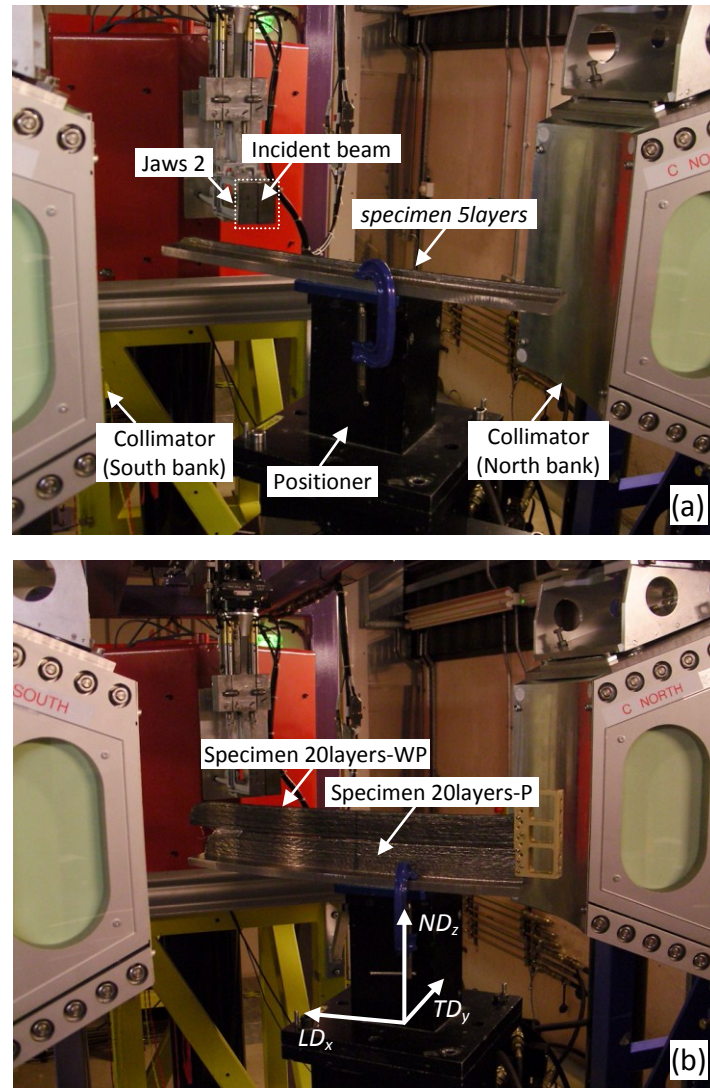 Incident beam
Jaws 2
specimen 5layers
C NORTH
Collimator
(South bank)
Positioner
Collimator
(North bank)
(a)
SOUTH
C NORTH
Specimen 20layers-WP
Specimen 20layers-P
NDz
TDy
LDx
(b)